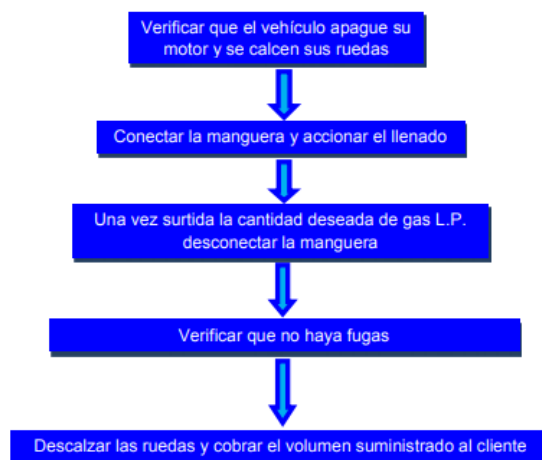 Verificar que el vehículo apague su
motor y se calcen sus ruedas
Conectar la manguera y accionar el llenado
Una vez surtida la cantidad deseada de gas L.P.
desconectar la manguera
Verificar que no haya fugas
Descalzar las ruedas y cobrar el volumen suministrado al cliente